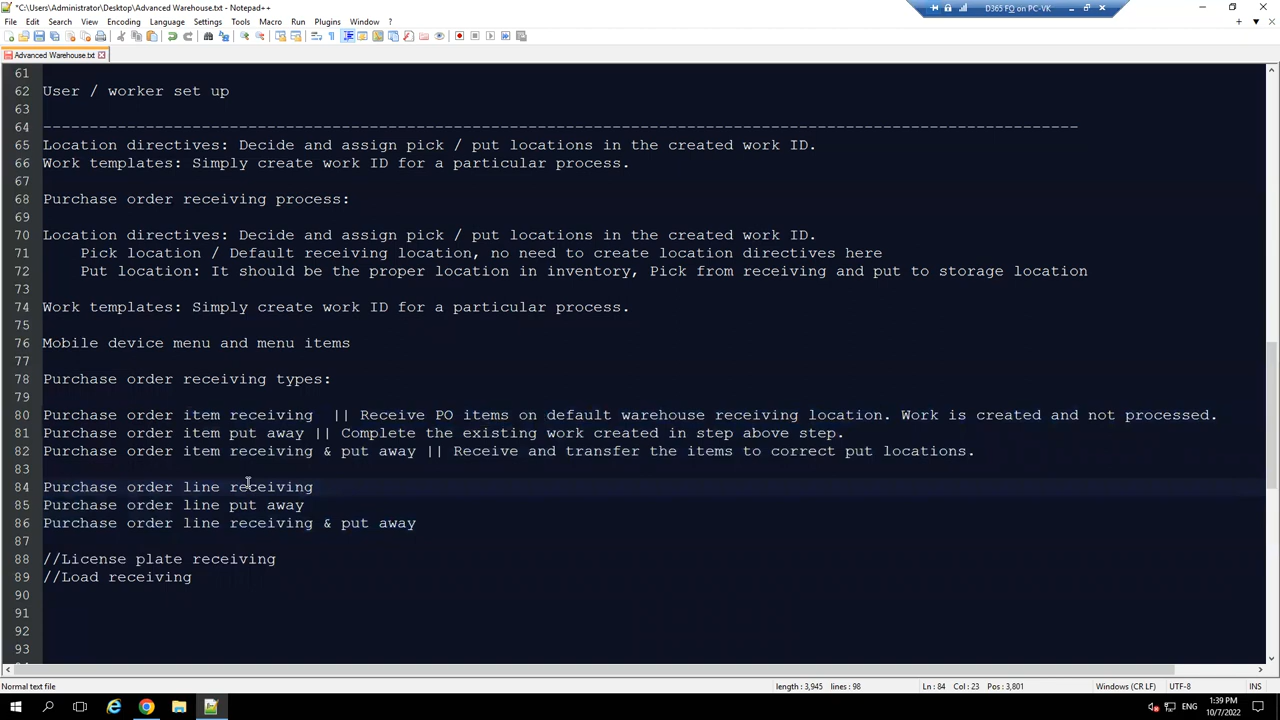 *C:\Users\Administrator\Desktop\Advanced Warehouse.txt - Notepad++
D365 FO on PC-VK
File Edit Search View Encoding Language Settings Tools Macro Run Plugins Window ?
Advanced Warehouse.txt
61
62 User / worker set up
63
64 ---------------------------------------------------------------------------------------------------------------
65 Location directives: Decide and assign pick / put locations in the created work ID.
66 Work templates: Simply create work ID for a particular process.
67
68 Purchase order receiving process:
69
70 Location directives: Decide and assign pick / put locations in the created work ID.
71 Pick location / Default receiving location, no need to create location directives here
72 Put location: It should be the proper location in inventory, Pick from receiving and put to storage location
73
74 Work templates: Simply create work ID for a particular process.
75
76 Mobile device menu and menu items
77
78 Purchase order receiving types:
79
80 Purchase order item receiving || Receive PO items on default warehouse receiving location. Work is created and not processed.
81 Purchase order item put away || Complete the existing work created in step above step.
82 Purchase order item receiving & put away || Receive and transfer the items to correct put locations.
83
84 Purchase order line receiving
85 Purchase order line put away
86 Purchase order line receiving & put away
87
88 //License plate receiving
89 //Load receiving
90
91
92
93
Normal text file length : 3,945 lines : 98 Ln : 84 Col : 23 Pos : 3,801 Windows (CR LF) UTF-8 INS
ENG
1:39 PM
10/7/2022